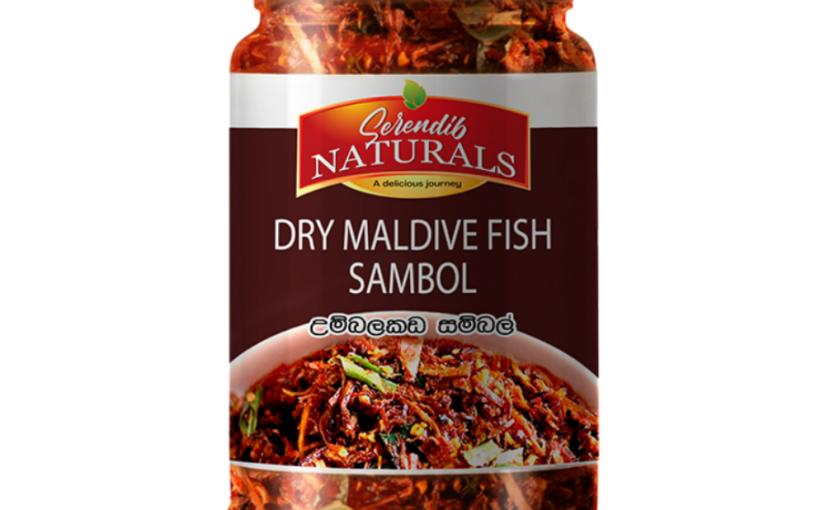 Serendib
NATURALS
A delicious journey
DRY MALDIVE FISH
SAMBOL
උම්බලකඩ සම්බල්